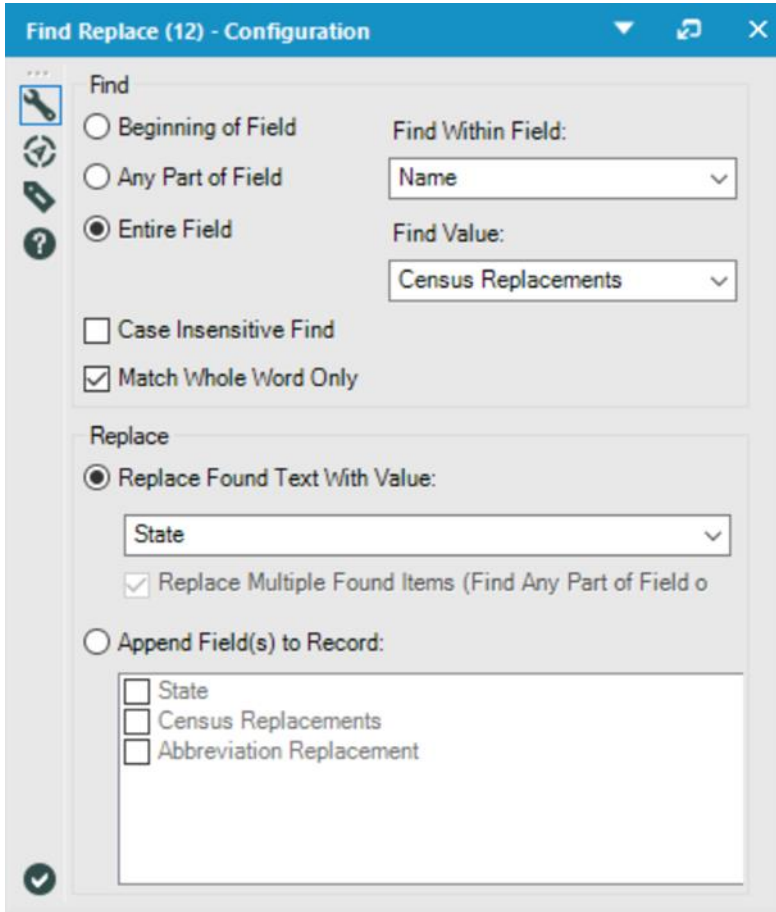 Find Replace (12) - Configuration
Find
Beginning of Field
Find Within Field:
Any Part of Field
Name
Entire Field
Find Value:
Census Replacements
Case Insensitive Find
Match Whole Word Only
Replace
Replace Found Text With Value:
State
Replace Multiple Found Items (Find Any Part of Field o
Append Field(s) to Record:
State
Census Replacements
Abbreviation Replacement